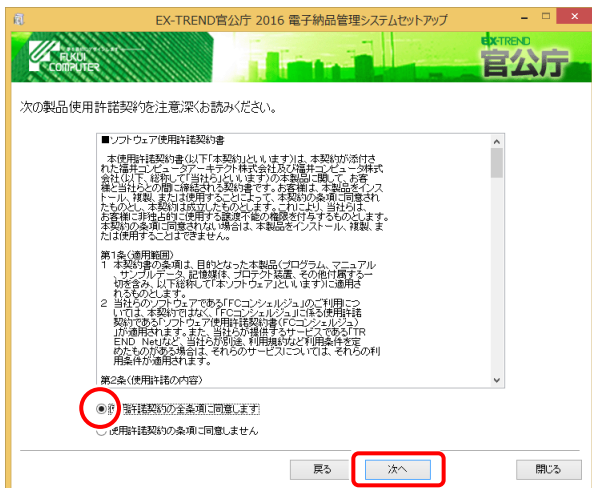 EX-TREND官公庁 2016 電子納品管理システムセットアップ
FUKUI
COMPUTER
EX-TREND
官公庁
次の製品使用許諾契約を注意深くお読みください。
■ソフトウェア使用許諾契約書
本使用許諾契約書(以下「本契約」といいます)は、本契約が添付さ
れた福井コンピュータアーキテクト株式会社及び福井コンピュータ株式
会社(以下、総称して「当社ら」といいます)の本製品に関して、お客
様と当社らとの間に締結される契約書です。お客様は、本製品をインス
トール、複製、または使用することによって、本契約の条項に同意され
たものとし、本契約は成立したものとします。これにより、当社らは、
お客様に非独占的に使用する譲渡不能の権限を付与するものとします。
本契約の条項に同意されない場合は、本製品をインストール、複製、ま
たは使用することはできません。
第1条(適用範囲)
1 本契約書の条項は、目的となった本製品(プログラム、マニュアル
、サンプルデータ、記憶媒体、プロテクト装置、その他付属する一
切を含み、以下総称して「本ソフトウェア」といいます)に適用さ
れるものとします。
2 当社らのソフトウェアである「FCコンシェルジュ」のご利用につ
いては、本契約ではなく、「FCコンシェルジュ」に係る使用許諾
契約である「ソフトウェア使用許諾契約書(FCコンシェルジュ)
」が適用されます。また、当社らが提供するサービスである「TR
END Net」など、当社らが別途、利用規約など利用条件を定
めたものがある場合は、それらのサービスについては、それらの利
用条件が適用されます。
第2条(使用許諾の内容)
許諾契約の全条項に同意します
使用許諾契約の条項に同意しません
戻る 次へ 閉じる